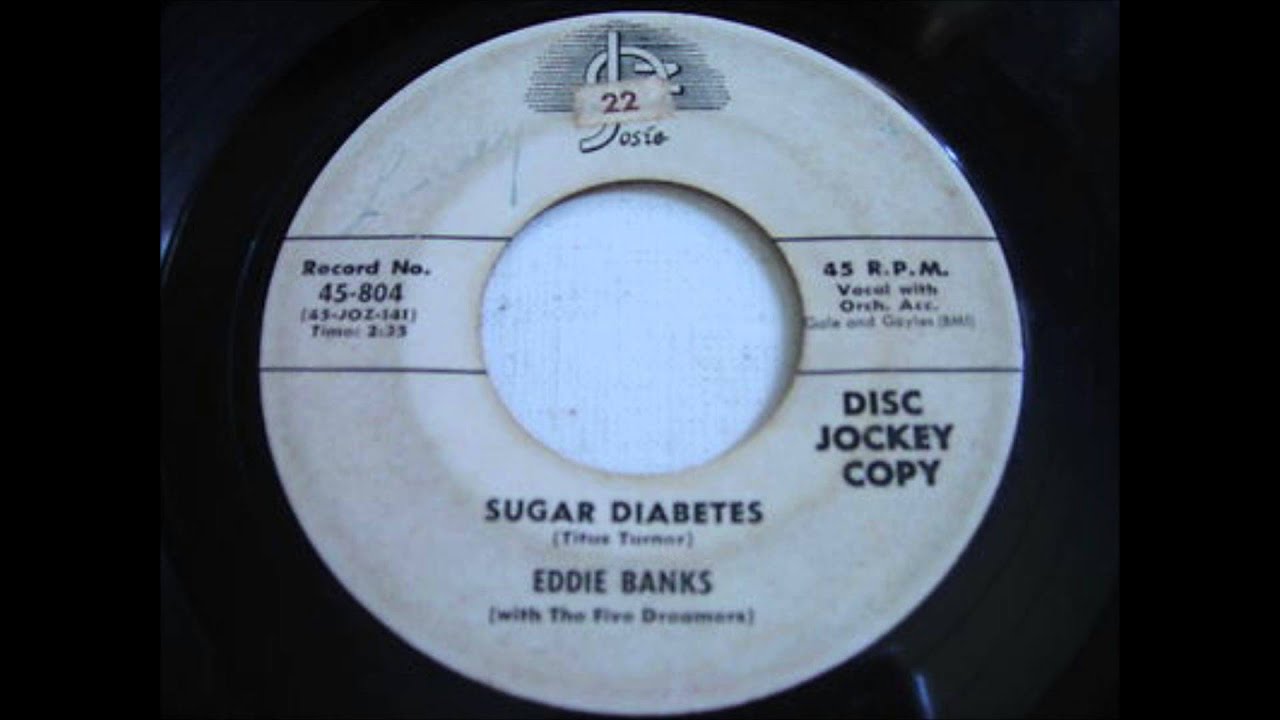 22
Josie
Record No.
45-804
(45-JOZ-141)
Time: 2:35
45 R.P.M.
Vocal with
Orch. Acc.
Gale and Gayles (BMI)
DISC
JOCKEY
COPY
SUGAR DIABETES
(Titus Turner)
EDDIE BANKS
(with The Five Dreamers)